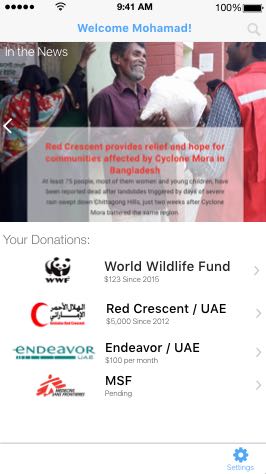 9:41 AM
100%
Welcome Mohamad!
In the News
Red Crescent provides relief and hope for
communities affected by Cyclone Mora in
Bangladesh
At least 75 people, most of them women and young children, have
been reported dead after landslides triggered by days of severe
rain swept down Chittagong Hills, just two weeks after Cyclone
Mora battered the same region.
Your Donations:
WWF
World Wildlife Fund
$123 Since 2015
الهلال الأحمر
الإماراتي
Emirates Red Crescent
Red Crescent / UAE
$5,000 Since 2012
endeavor
UAE
Endeavor / UAE
$100 per month
MEDECINS
SANS FRONTIERES
MSF
Pending
Settings